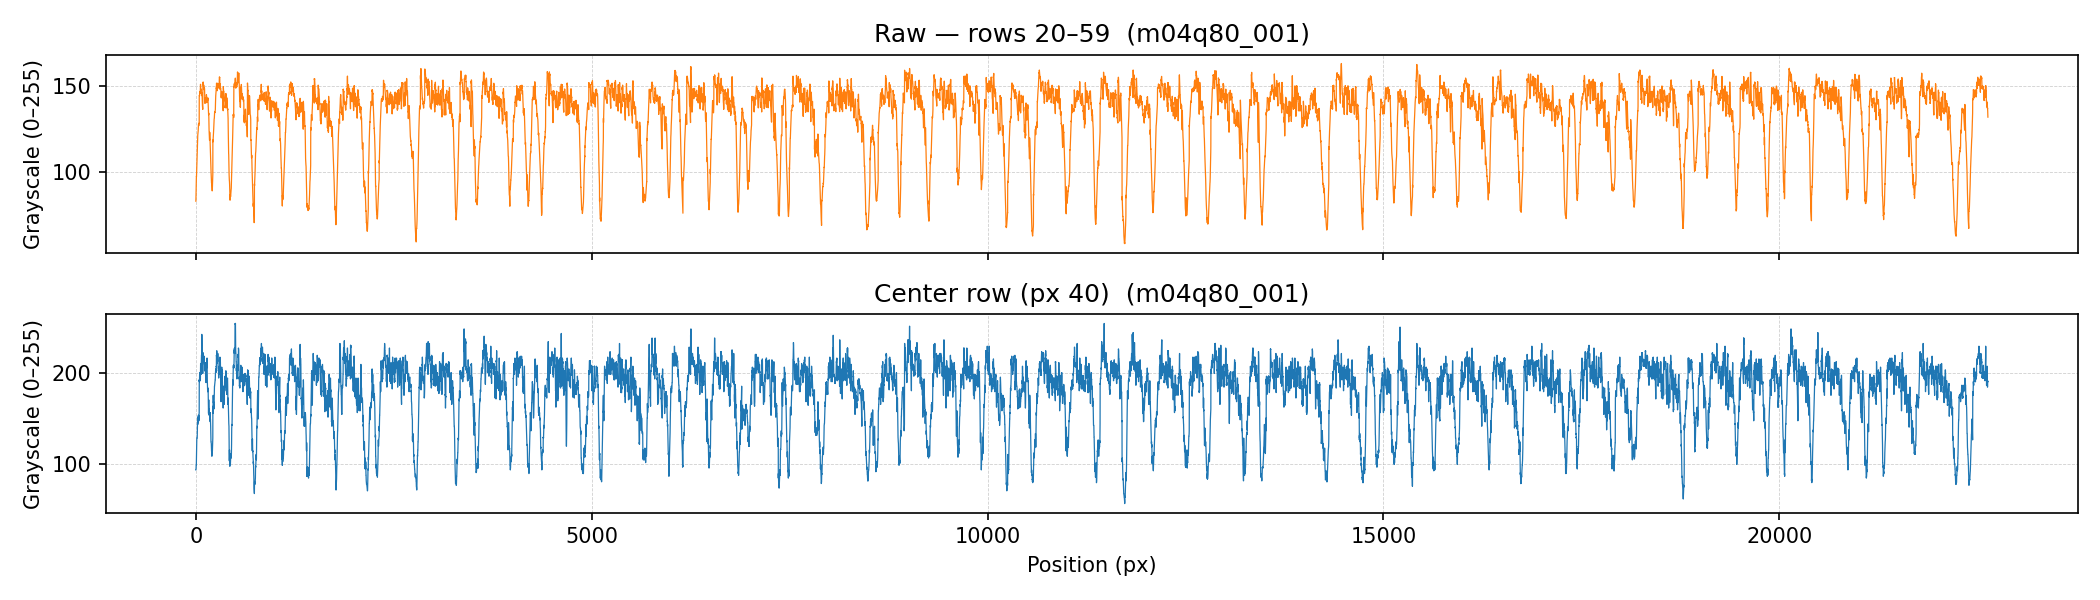 Raw — rows 20–59  (m04q80_001)
Grayscale (0–255)
150
100
Center row (px 40)  (m04q80_001)
Grayscale (0–255)
200
100
0
5000
10000
15000
20000
Position (px)